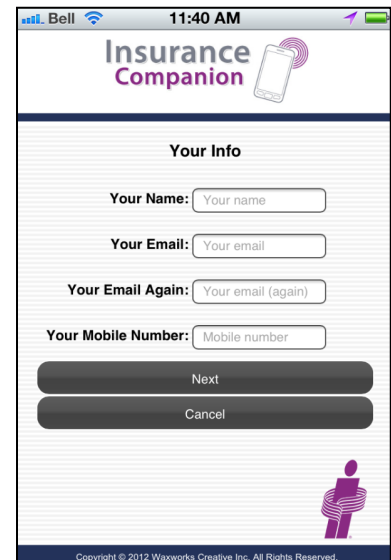 Bell 11:40 AM
Insurance
Companion
Your Info
Your Name: Your name
Your Email: Your email
Your Email Again: Your email (again)
Your Mobile Number: Mobile number
Next
Cancel
Copyright © 2012 Waxworks Creative Inc. All Rights Reserved.